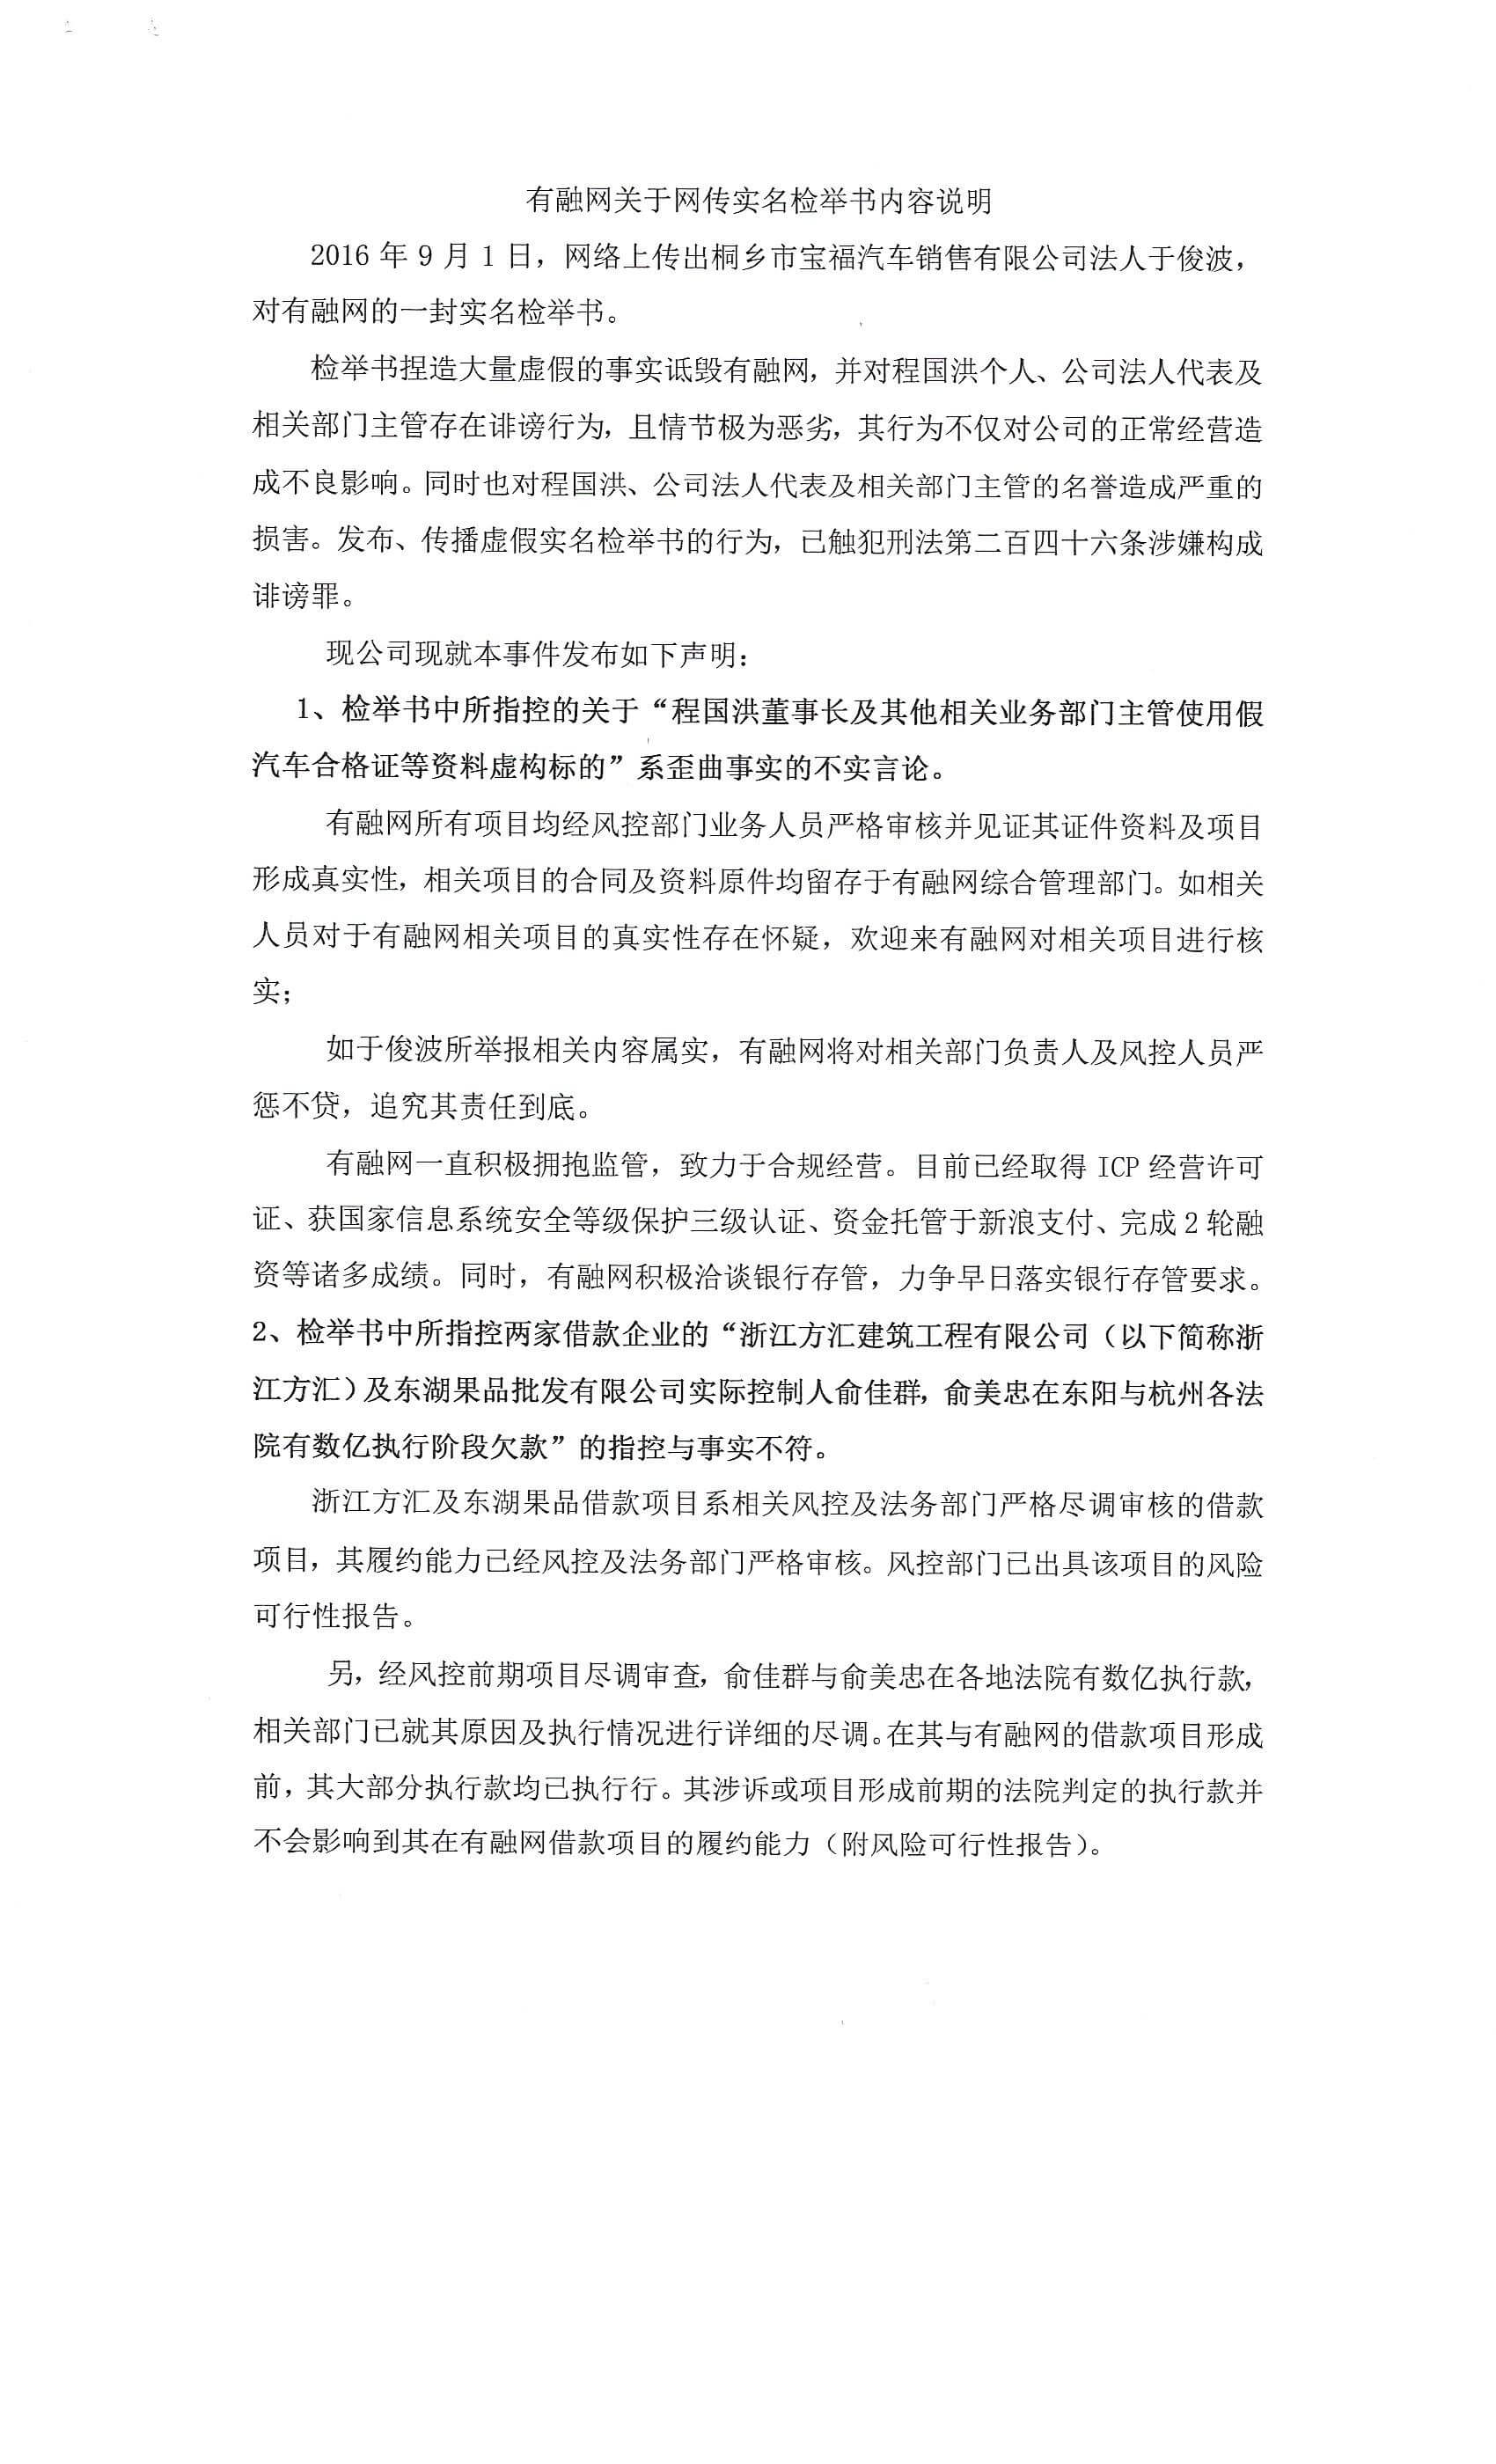 有融网关于网传实名检举书内容说明
2016 年 9 月 1 日，网络上传出桐乡市宝福汽车销售有限公司法人于俊波，
对有融网的一封实名检举书。
检举书捏造大量虚假的事实诋毁有融网，并对程国洪个人、公司法人代表及
相关部门主管存在诽谤行为，且情节极为恶劣，其行为不仅对公司的正常经营造
成不良影响。同时也对程国洪、公司法人代表及相关部门主管的名誉造成严重的
损害。发布、传播虚假实名检举书的行为，已触犯刑法第二百四十六条涉嫌构成
诽谤罪。
现公司现就本事件发布如下声明：
1、检举书中所指控的关于“程国洪董事长及其他相关业务部门主管使用假
汽车合格证等资料虚构标的”系歪曲事实的不实言论。
有融网所有项目均经风控部门业务人员严格审核并见证其证件资料及项目
形成真实性，相关项目的合同及资料原件均留存于有融网综合管理部门。如相关
人员对于有融网相关项目的真实性存在怀疑，欢迎来有融网对相关项目进行核
实；
如于俊波所举报相关内容属实，有融网将对相关部门负责人及风控人员严
惩不贷，追究其责任到底。
有融网一直积极拥抱监管，致力于合规经营。目前已经取得 ICP 经营许可
证、获国家信息系统安全等级保护三级认证、资金托管于新浪支付、完成 2 轮融
资等诸多成绩。同时，有融网积极洽谈银行存管，力争早日落实银行存管要求。
2、检举书中所指控两家借款企业的“浙江方汇建筑工程有限公司（以下简称浙
江方汇）及东湖果品批发有限公司实际控制人俞佳群，俞美忠在东阳与杭州各法
院有数亿执行阶段欠款”的指控与事实不符。
浙江方汇及东湖果品借款项目系相关风控及法务部门严格尽调审核的借款
项目，其履约能力已经风控及法务部门严格审核。风控部门已出具该项目的风险
可行性报告。
另，经风控前期项目尽调审查，俞佳群与俞美忠在各地法院有数亿执行款，
相关部门已就其原因及执行情况进行详细的尽调。在其与有融网的借款项目形成
前，其大部分执行款均已执行行。其涉诉或项目形成前期的法院判定的执行款并
不会影响到其在有融网借款项目的履约能力（附风险可行性报告）。